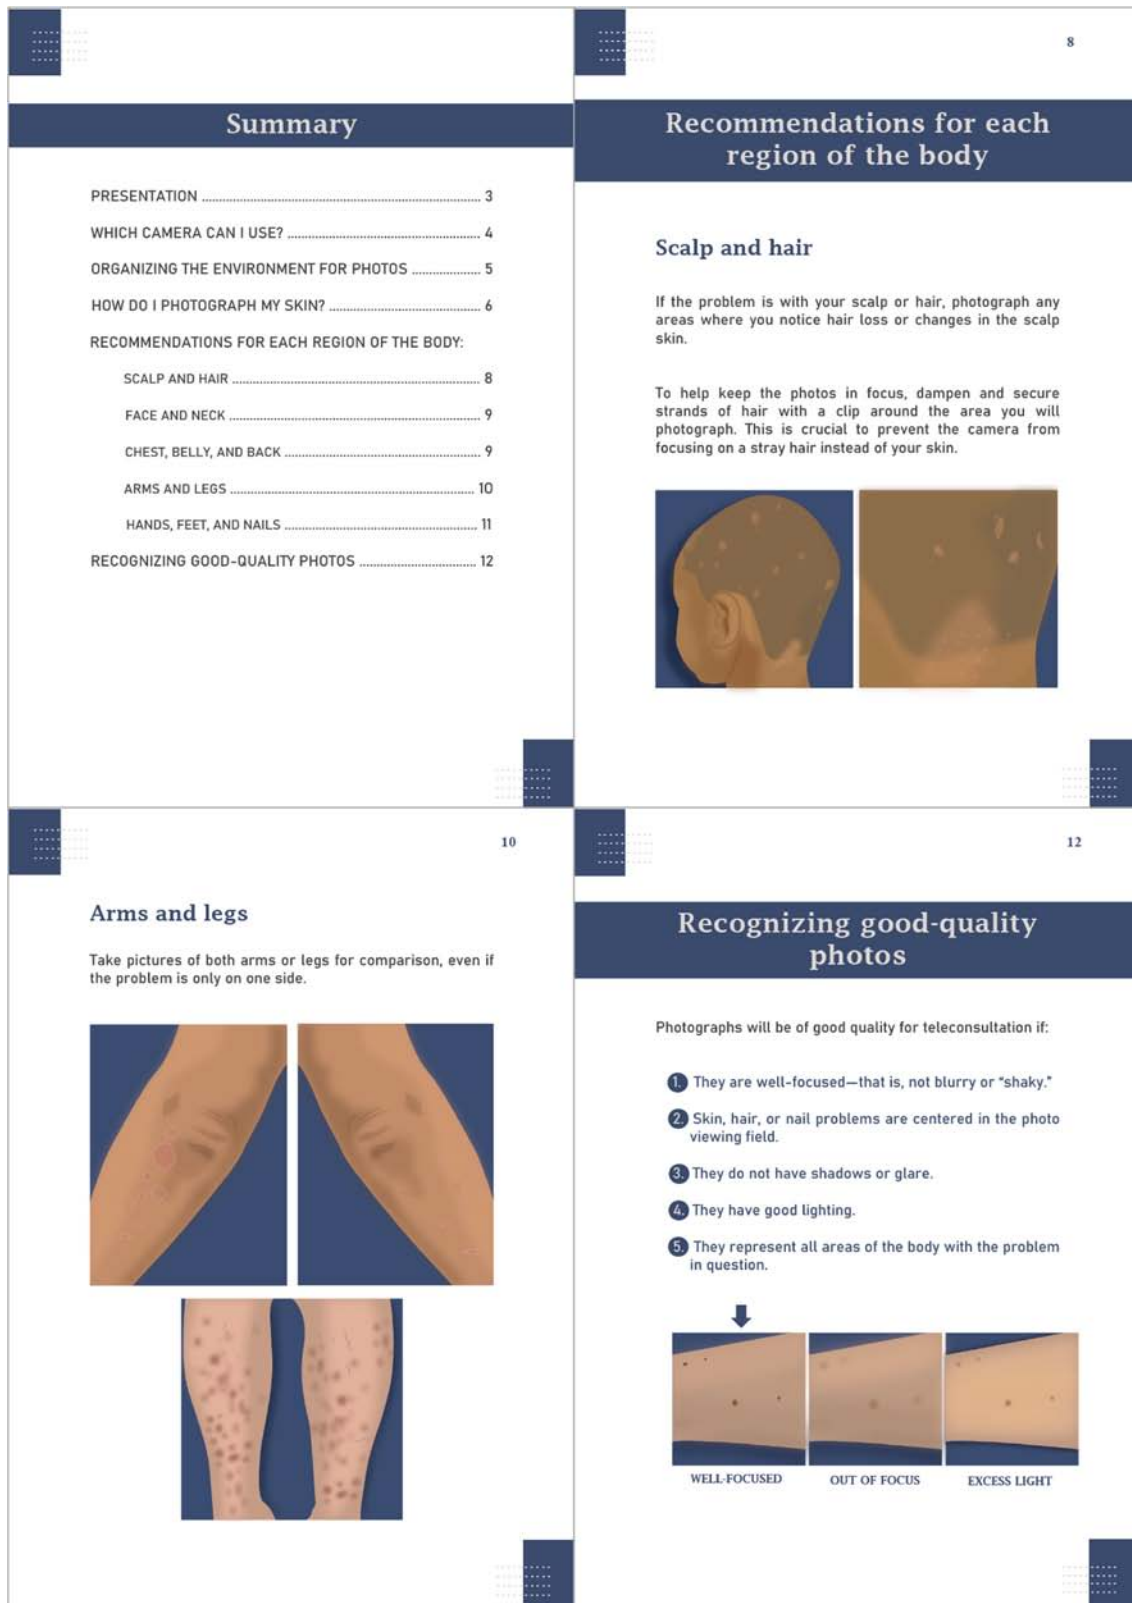 Summary
PRESENTATION ........ 3
WHICH CAMERA CAN I USE? ........ 4
ORGANIZING THE ENVIRONMENT FOR PHOTOS ........ 5
HOW DO I PHOTOGRAPH MY SKIN? ........ 6
RECOMMENDATIONS FOR EACH REGION OF THE BODY:
SCALP AND HAIR ........ 8
FACE AND NECK ........ 9
CHEST, BELLY, AND BACK ........ 9
ARMS AND LEGS ........ 10
HANDS, FEET, AND NAILS ........ 11
RECOGNIZING GOOD-QUALITY PHOTOS ........ 12
8
Recommendations for each
region of the body
Scalp and hair
If the problem is with your scalp or hair, photograph any
areas where you notice hair loss or changes in the scalp
skin.
To help keep the photos in focus, dampen and secure
strands of hair with a clip around the area you will
photograph. This is crucial to prevent the camera from
focusing on a stray hair instead of your skin.
10
Arms and legs
Take pictures of both arms or legs for comparison, even if
the problem is only on one side.
12
Recognizing good-quality
photos
Photographs will be of good quality for teleconsultation if:
1. They are well-focused—that is, not blurry or "shaky."
2. Skin, hair, or nail problems are centered in the photo
viewing field.
3. They do not have shadows or glare.
4. They have good lighting.
5. They represent all areas of the body with the problem
in question.
WELL-FOCUSED
OUT OF FOCUS
EXCESS LIGHT